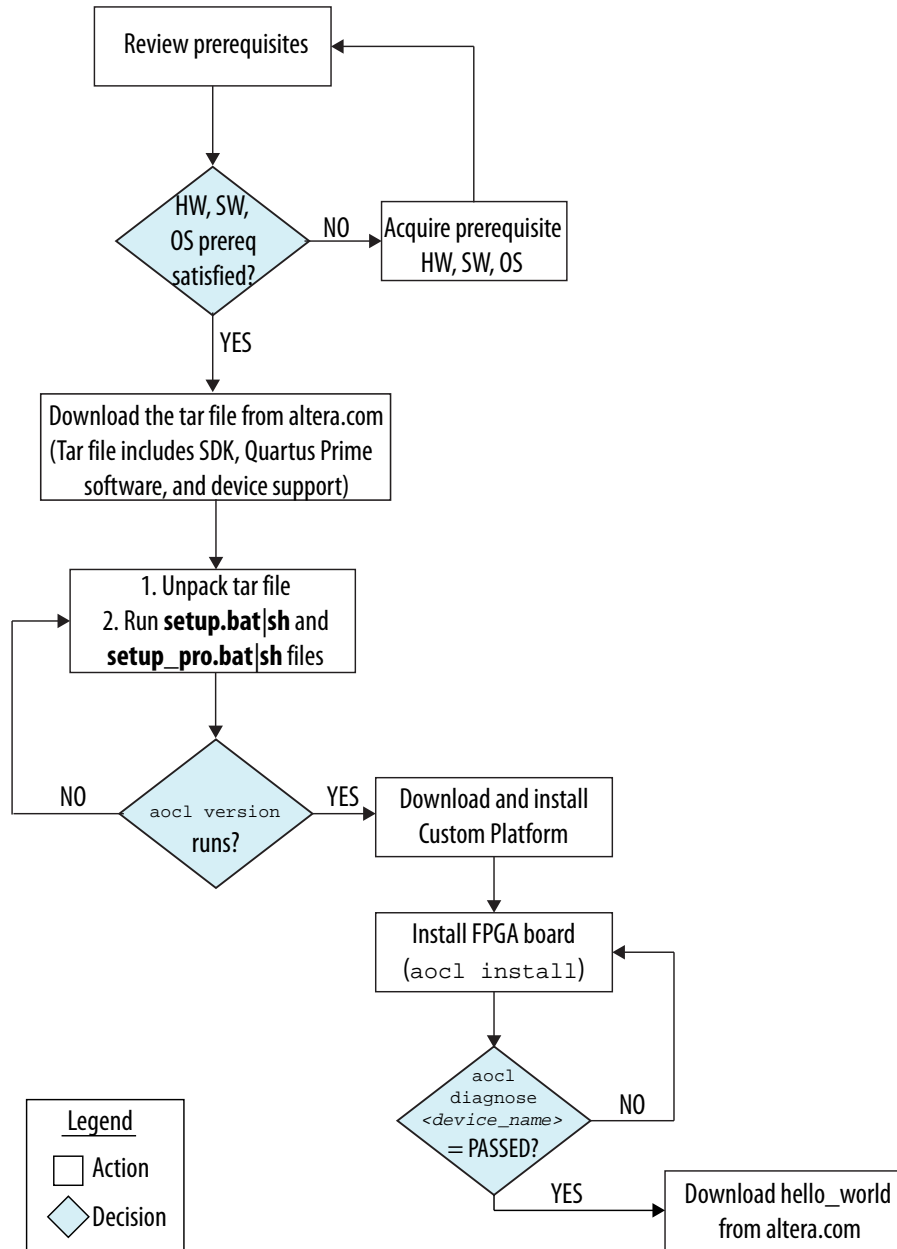 Review prerequisites
HW, SW,
OS prereq
satisfied?
NO
Acquire prerequisite
HW, SW, OS
YES
Download the tar file from altera.com
(Tar file includes SDK, Quartus Prime
software, and device support)
1. Unpack tar file
2. Run setup.bat|sh and
setup_pro.bat|sh files
NO
aocl version
runs?
YES
Download and install
Custom Platform
Install FPGA board
(aocl install)
aocl
diagnose
<device_name>
= PASSED?
NO
YES
Download hello_world
from altera.com
Legend
Action
Decision